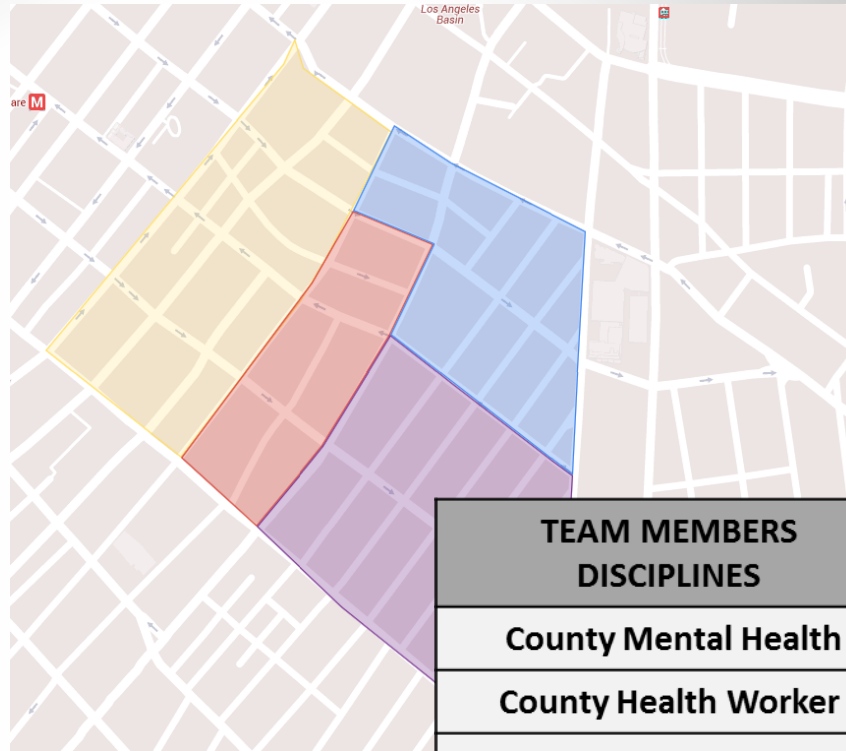 Los Angeles
Basin
are M
TEAM MEMBERS
DISCIPLINES
County Mental Health
County Health Worker